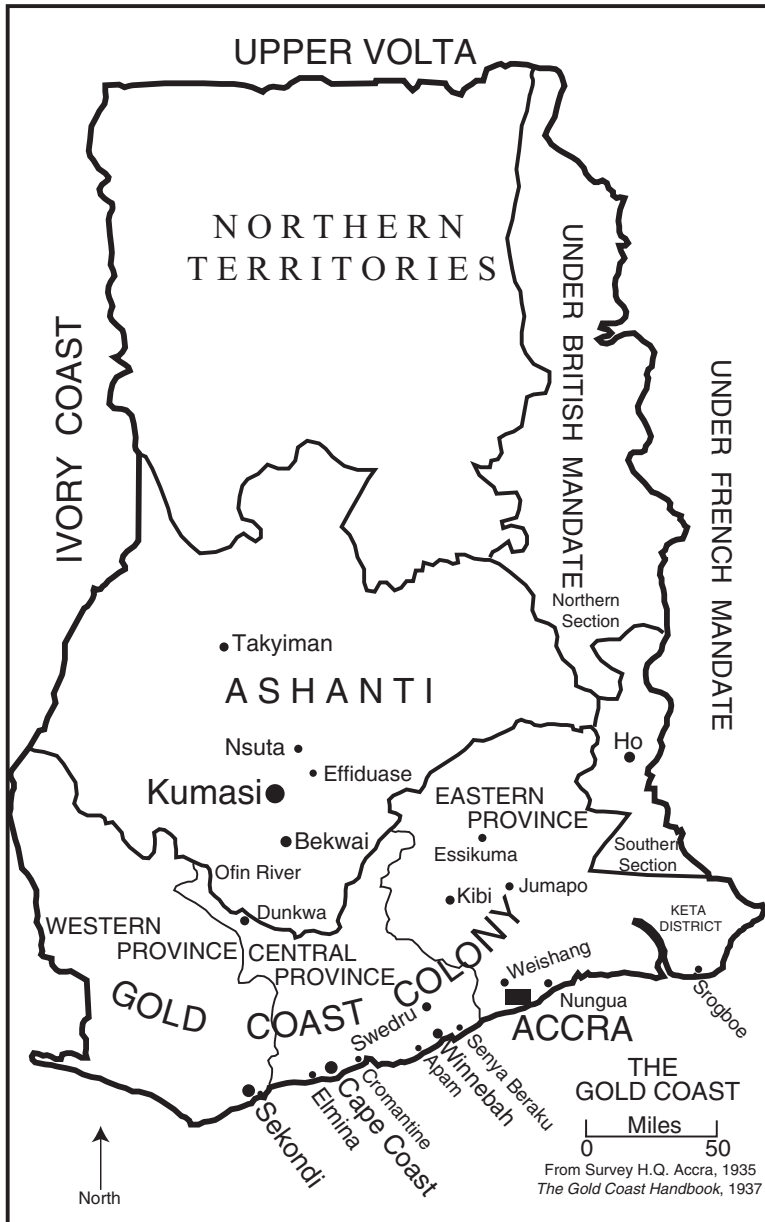 UPPER VOLTA
NORTHERN
TERRITORIES
IVORY COAST
UNDER BRITISH MANDATE
UNDER FRENCH MANDATE
Northern
Section
Takyiman
ASHANTI
Nsuta
Effiduase
Kumasi
Bekwai
Ofin River
Dunkwa
Ho
EASTERN
PROVINCE
Essikuma
Southern
Section
Kibi
Jumapo
KETA
DISTRICT
WESTERN
PROVINCE
CENTRAL
PROVINCE
GOLD COAST COLONY
Weishang
Nungua
Srogboe
ACCRA
Swedru
Senya Beraku
Winnebah
Apam
Cromantine
Cape Coast
Elmina
Sekondi
THE
GOLD COAST
Miles
0 50
From Survey H.Q. Accra, 1935
The Gold Coast Handbook, 1937
North